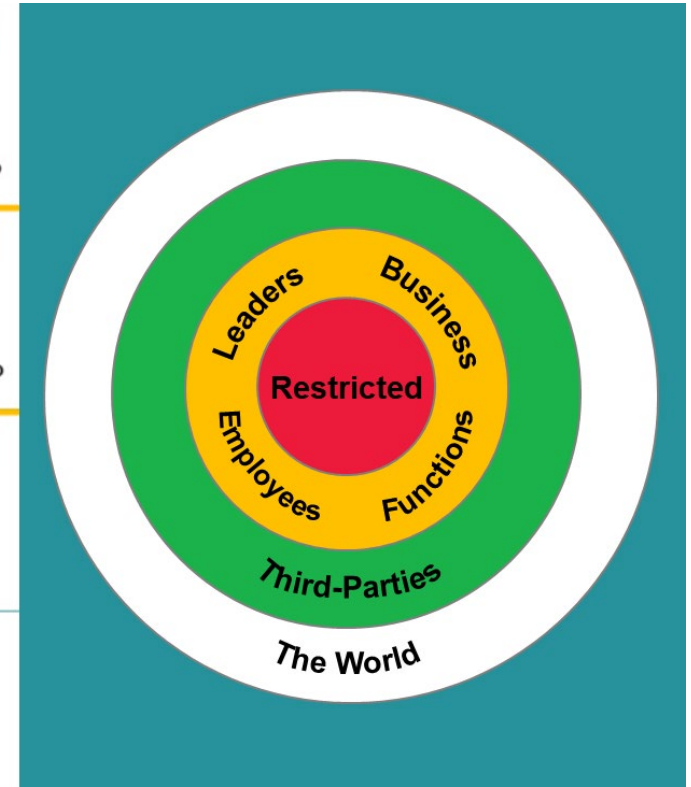 Leaders
Business
Restricted
Employees
Functions
Third-Parties
The World